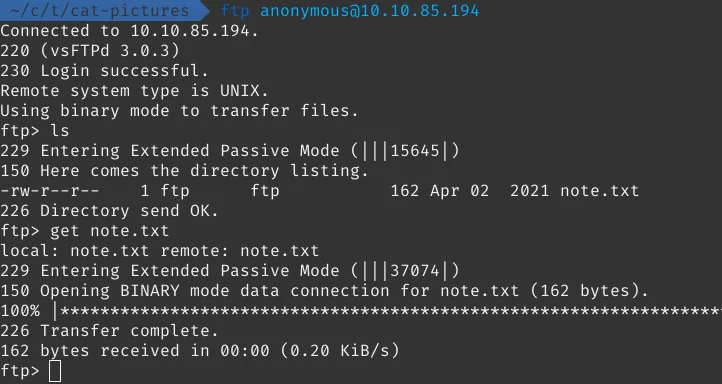 ~/c/t/cat-pictures ftp anonymous@10.10.85.194
Connected to 10.10.85.194.
220 (vsFTPd 3.0.3)
230 Login successful.
Remote system type is UNIX.
Using binary mode to transfer files.
ftp> ls
229 Entering Extended Passive Mode (|||15645|)
150 Here comes the directory listing.
-rw-r--r--    1 ftp      ftp           162 Apr 02  2021 note.txt
226 Directory send OK.
ftp> get note.txt
local: note.txt remote: note.txt
229 Entering Extended Passive Mode (|||37074|)
150 Opening BINARY mode data connection for note.txt (162 bytes).
100% |*******************************************************************
226 Transfer complete.
162 bytes received in 00:00 (0.20 KiB/s)
ftp>